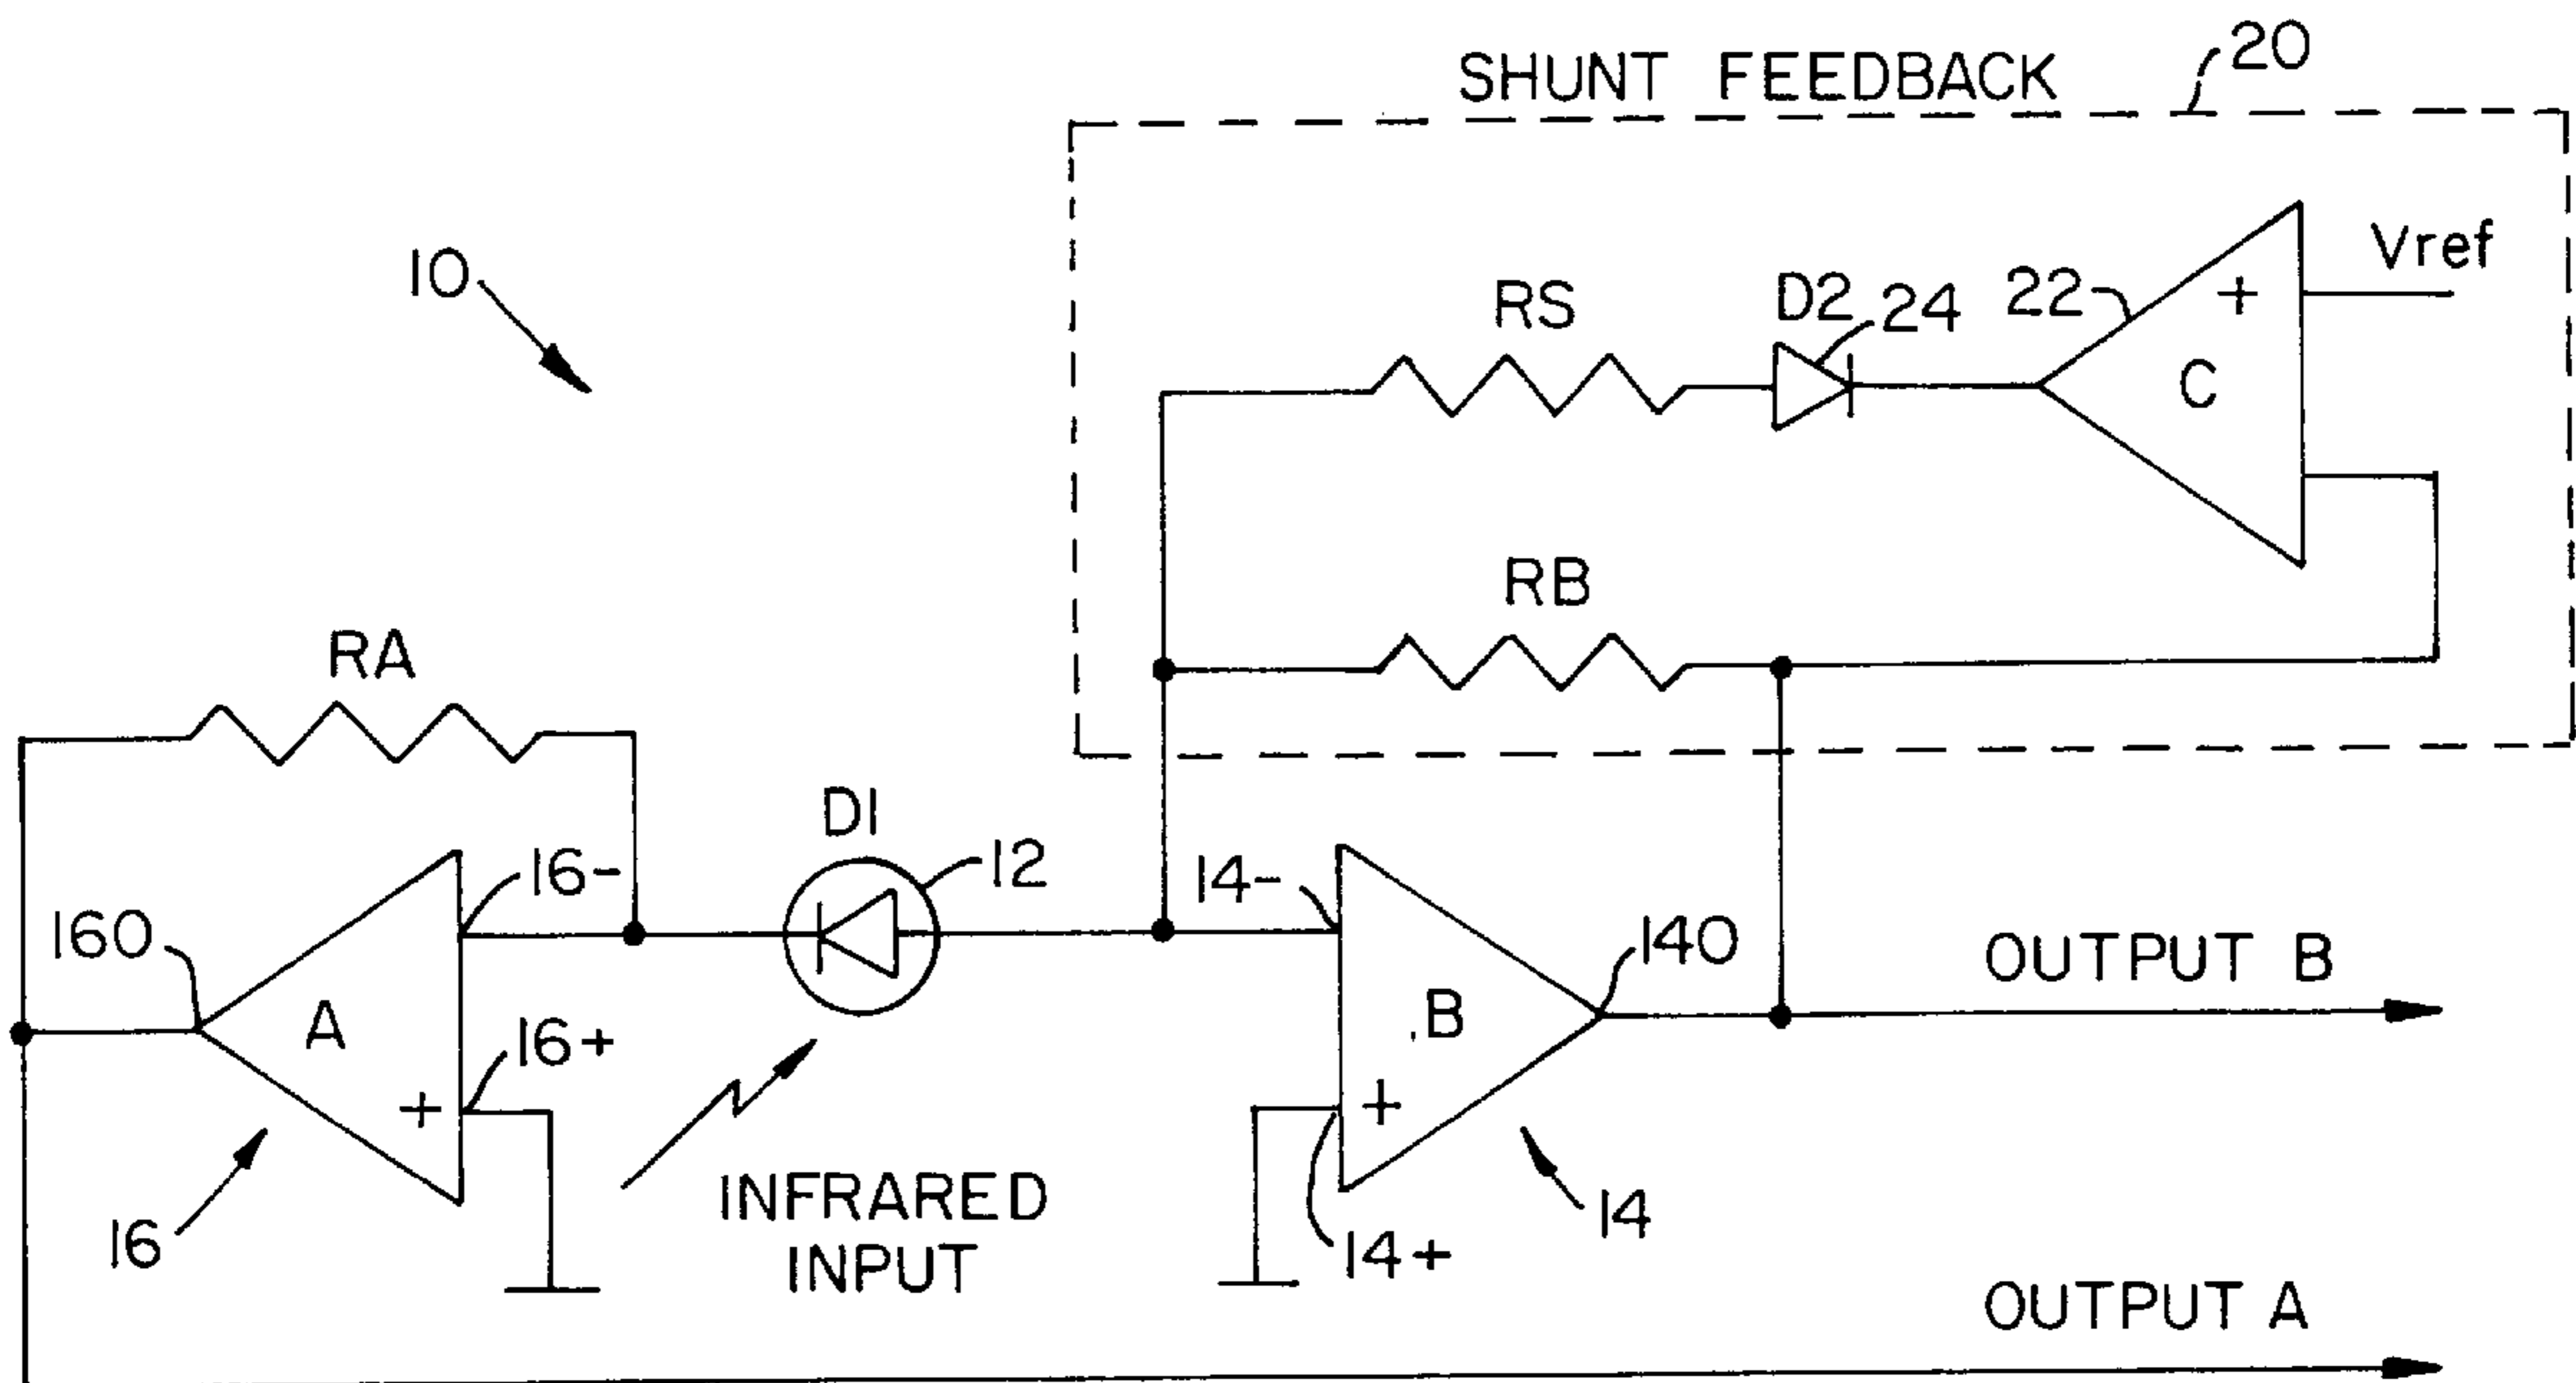 20
SHUNT FEEDBACK
10
Vref
RS
D2
24
22
+
C
RB
RA
D1
12
16-
14-
160
140
OUTPUT B
A
.B
16+
+
+
INFRARED
INPUT
16
14
14+
OUTPUT A